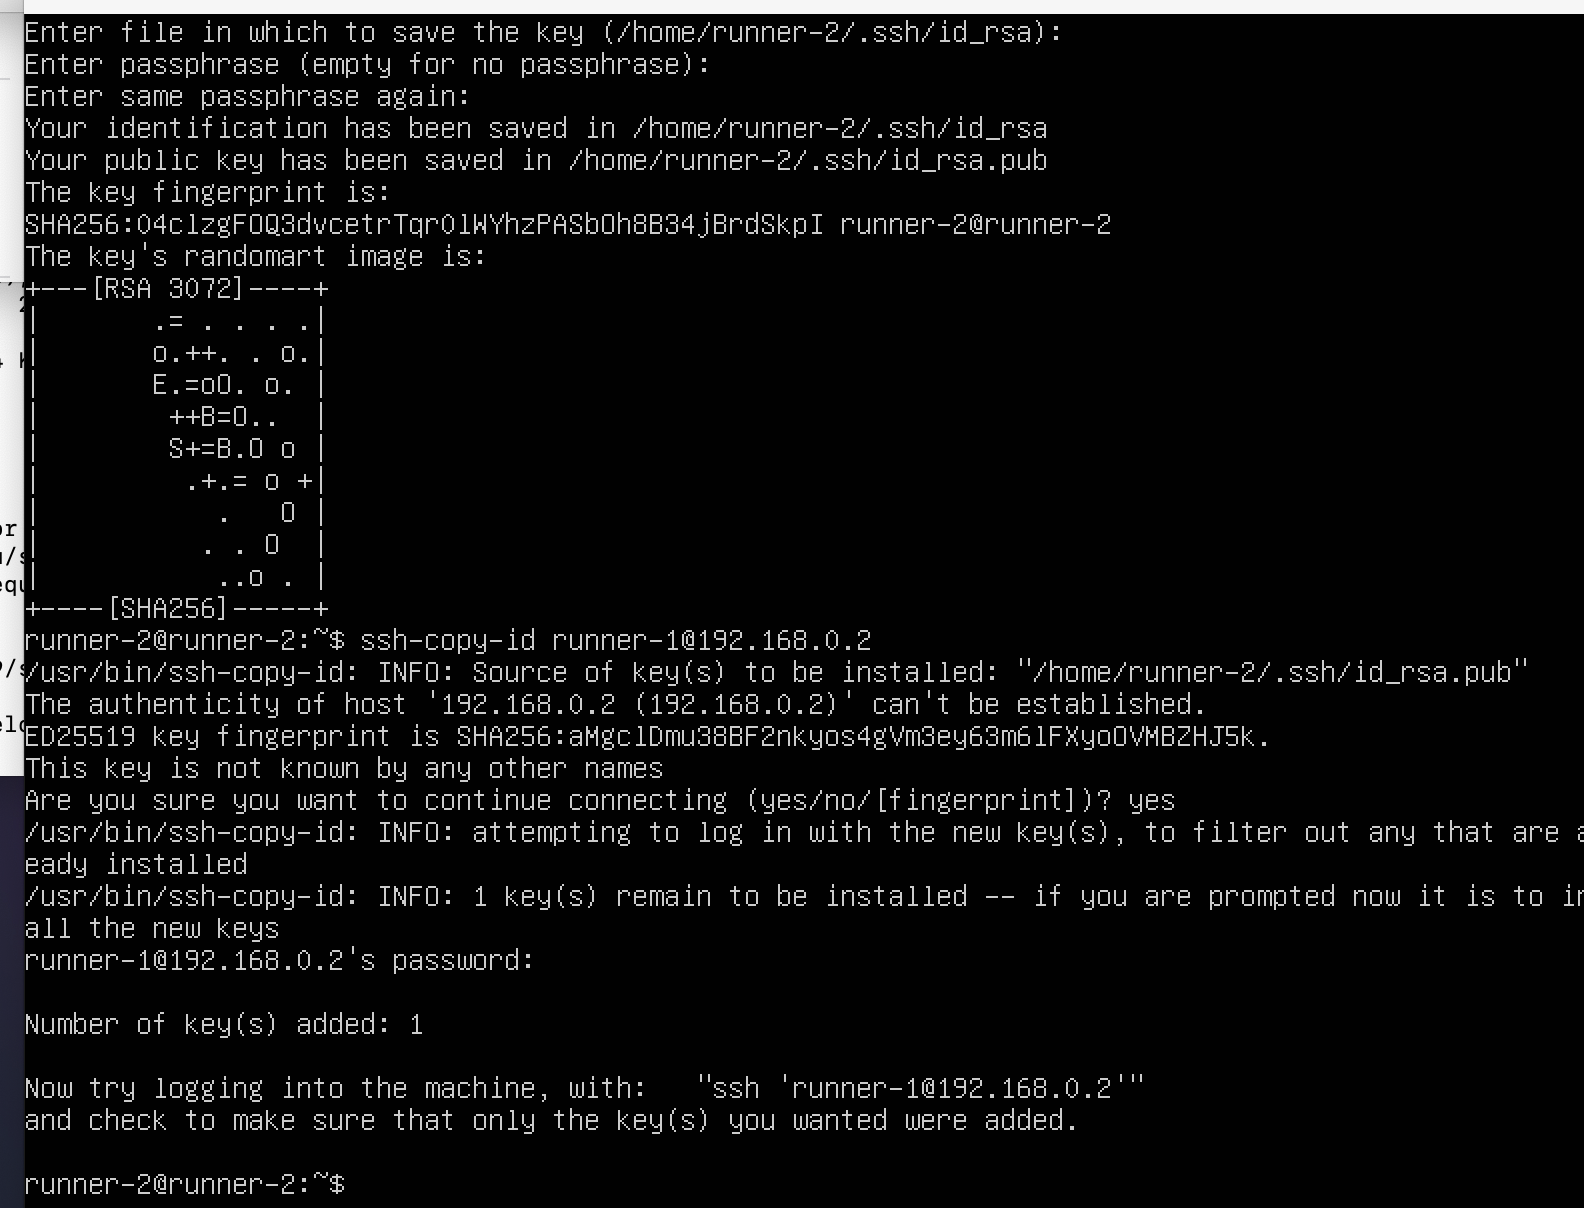 Enter file in which to save the key (/home/runner-2/.ssh/id_rsa):
Enter passphrase (empty for no passphrase):
Enter same passphrase again:
Your identification has been saved in /home/runner-2/.ssh/id_rsa
Your public key has been saved in /home/runner-2/.ssh/id_rsa.pub
The key fingerprint is:
SHA256:04clzgFOQ3dvcetrTqrOlWYhzPASbOh8B34jBrdSkpI runner-2@runner-2
The key's randomart image is:
+---[RSA 3072]----+
|       .= . . . .|
|       o.++. . o.|
|       E.=oO. o. |
|        ++B=O..  |
|        S+=B.O o |
|         .+.= o +|
|           .   O |
|          . . O  |
|           ..o . |
+----[SHA256]-----+
runner-2@runner-2:~$ ssh-copy-id runner-1@192.168.0.2
/usr/bin/ssh-copy-id: INFO: Source of key(s) to be installed: "/home/runner-2/.ssh/id_rsa.pub"
The authenticity of host '192.168.0.2 (192.168.0.2)' can't be established.
ED25519 key fingerprint is SHA256:aMgclDmu38BF2nkyos4gVm3ey63m6lFXyoOVMBZHJ5k.
This key is not known by any other names
Are you sure you want to continue connecting (yes/no/[fingerprint])? yes
/usr/bin/ssh-copy-id: INFO: attempting to log in with the new key(s), to filter out any that are a
eady installed
/usr/bin/ssh-copy-id: INFO: 1 key(s) remain to be installed -- if you are prompted now it is to in
all the new keys
runner-1@192.168.0.2's password:
Number of key(s) added: 1
Now try logging into the machine, with:   "ssh 'runner-1@192.168.0.2'"
and check to make sure that only the key(s) you wanted were added.
runner-2@runner-2:~$